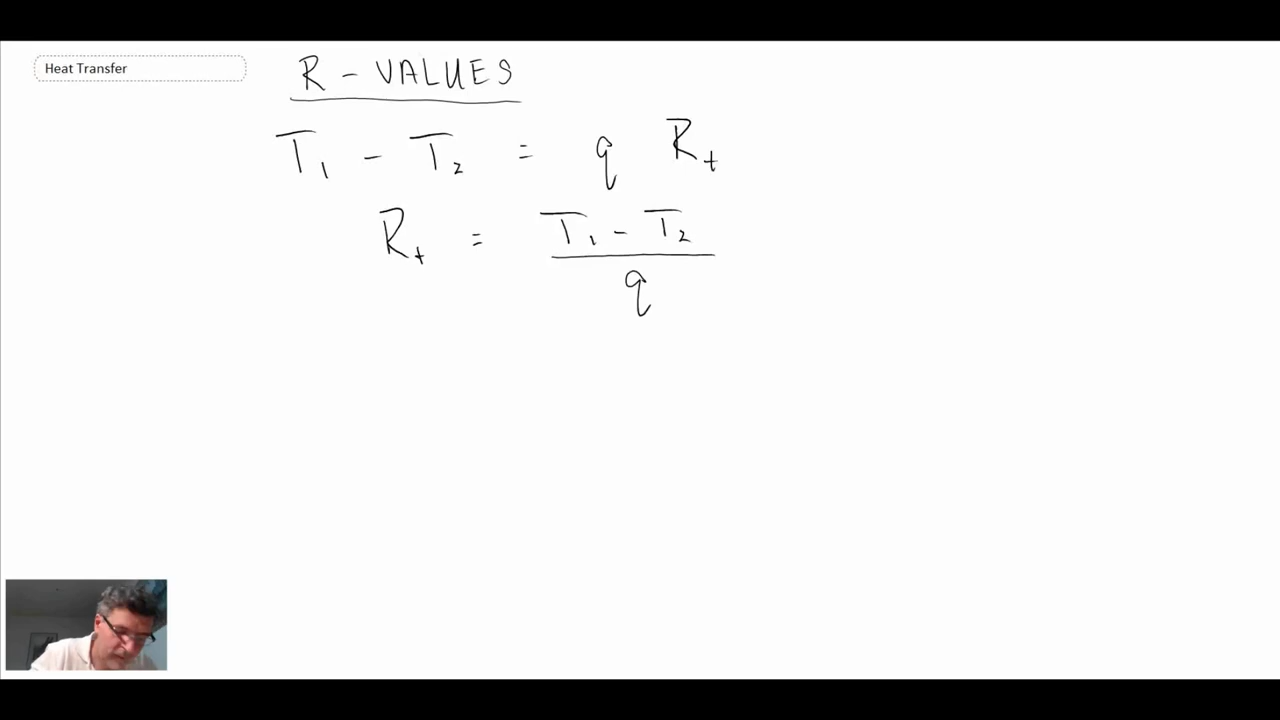 Heat Transfer
R - VALUES
T₁ - T₂ = q Rₜ
Rₜ = T₁ - T₂
q